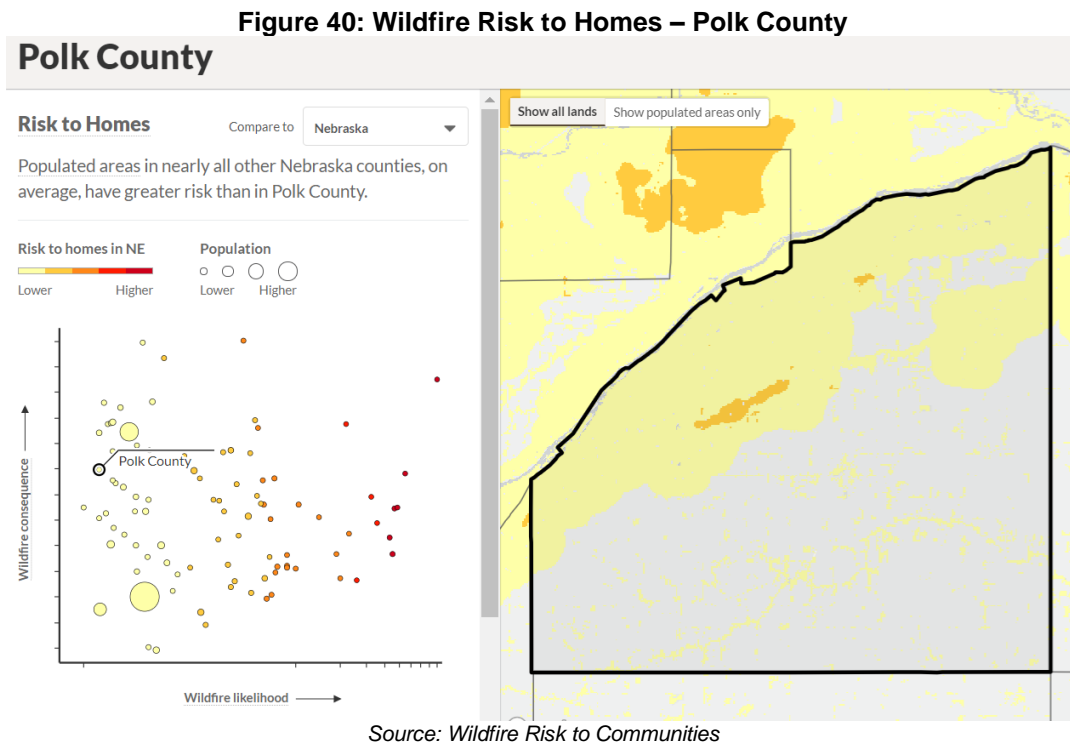 Figure 40: Wildfire Risk to Homes – Polk County
Polk County
Risk to Homes
Compare to
Nebraska
Populated areas in nearly all other Nebraska counties, on
average, have greater risk than in Polk County.
Risk to homes in NE
Lower Higher
Population
Lower Higher
Wildfire consequence
Polk County
Wildfire likelihood
Show all lands Show populated areas only
Source: Wildfire Risk to Communities